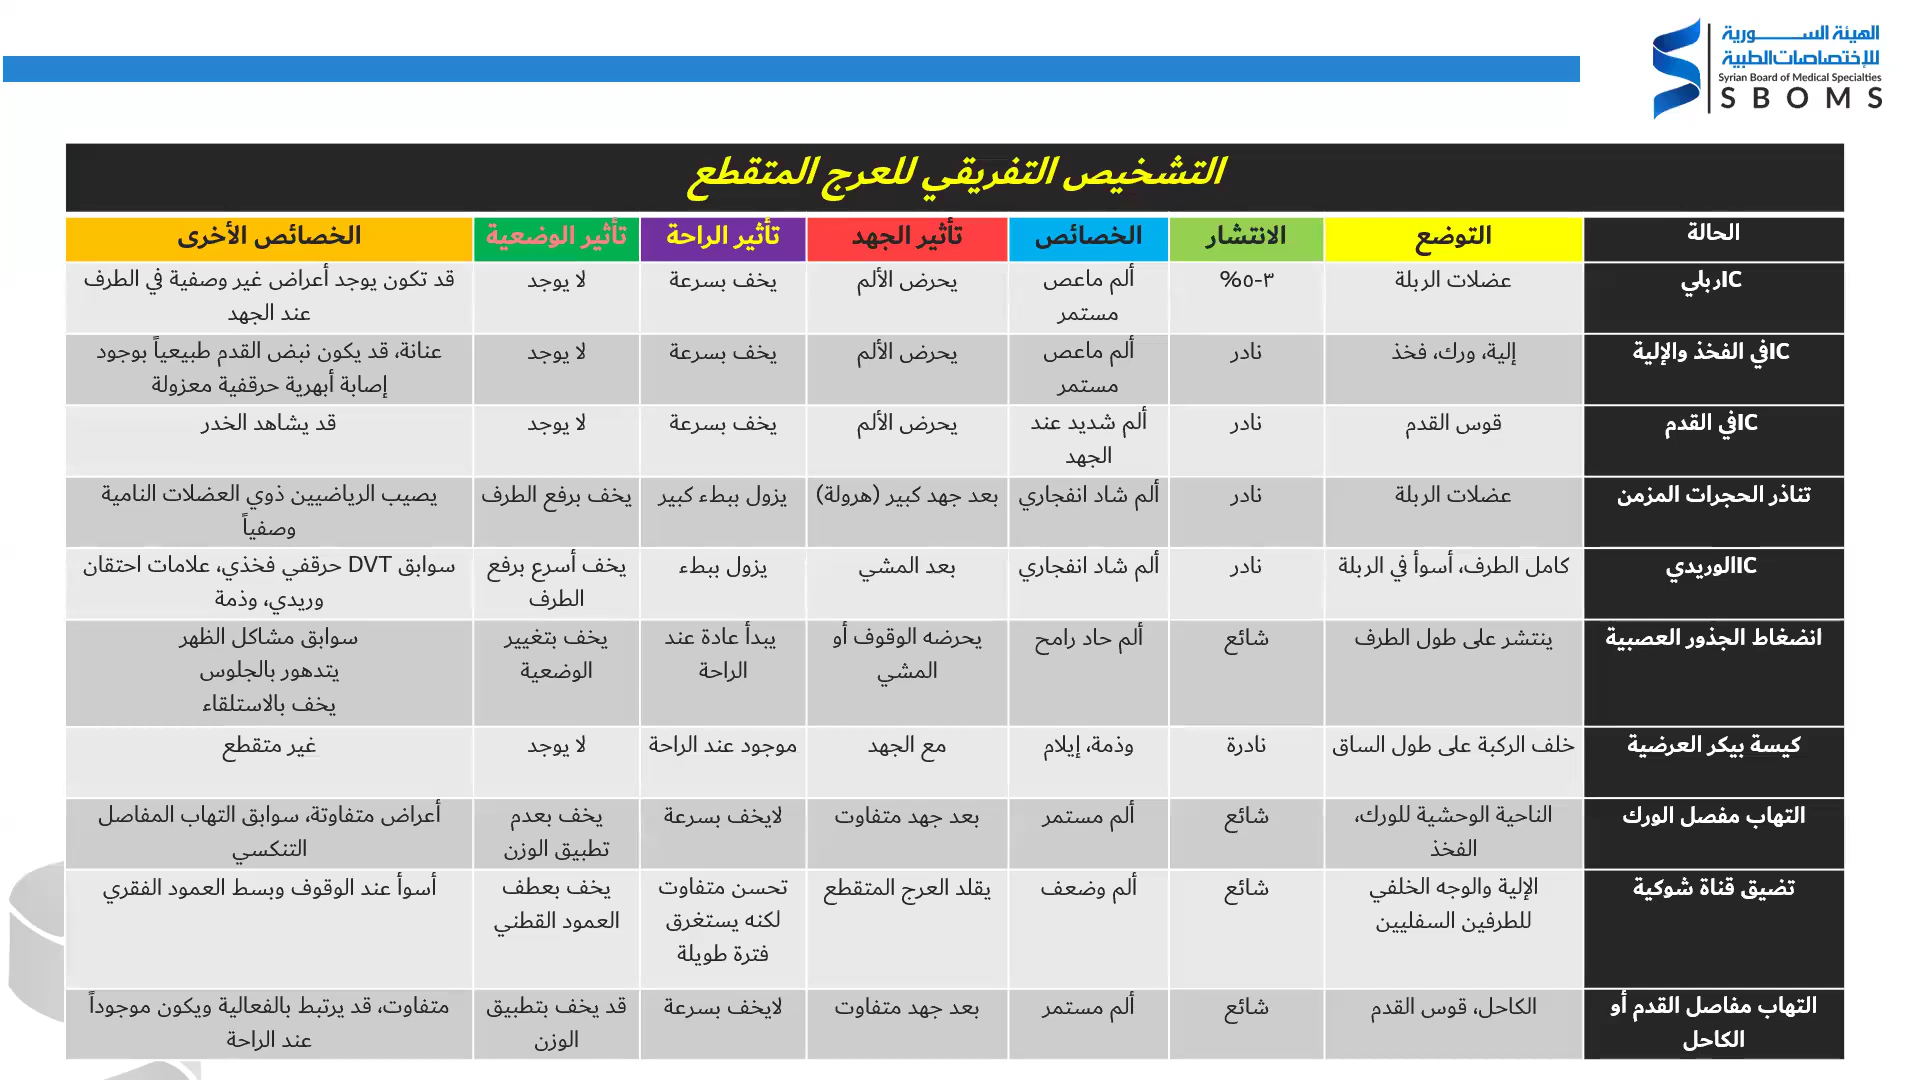 الهيئة الســــــورية
للإختصاصات الطبية
Syrian Board of Medical Specialties
SBOMS
التشخيص التفريقي للعرج المتقطع
الحالة التوضع الانتشار الخصائص تأثير الجهد تأثير الراحة تأثير الوضعية الخصائص الأخرى
ICربلي عضلات الربلة ٣-٥% ألم ماعص يحرض الألم يخف بسرعة لا يوجد قد تكون يوجد أعراض غير وصفية في الطرف
مستمر عند الجهد
ICفي الفخذ والإلية إلية، ورك، فخذ نادر ألم ماعص يحرض الألم يخف بسرعة لا يوجد عنانة، قد يكون نبض القدم طبيعياً بوجود
مستمر إصابة أبهرية حرقفية معزولة
ICفي القدم قوس القدم نادر ألم شديد عند يحرض الألم يخف بسرعة لا يوجد قد يشاهد الخدر
الجهد
تناذر الحجرات المزمن عضلات الربلة نادر ألم شاد انفجاري بعد جهد كبير (هرولة) يزول ببطء كبير يخف برفع الطرف يصيب الرياضيين ذوي العضلات النامية
وصفياً
ICالوريدي كامل الطرف، أسوأ في الربلة نادر ألم شاد انفجاري بعد المشي يزول ببطء يخف أسرع برفع سوابق DVT حرقفي فخذي، علامات احتقان
الطرف وريدي، وذمة
انضغاط الجذور العصبية ينتشر على طول الطرف شائع ألم حاد رامح يحرضه الوقوف أو يبدأ عادة عند يخف بتغيير سوابق مشاكل الظهر
المشي الراحة الوضعية يتدهور بالجلوس
يخف بالاستلقاء
كيسة بيكر العرضية خلف الركبة على طول الساق نادرة وذمة، إيلام مع الجهد موجود عند الراحة لا يوجد غير متقطع
التهاب مفصل الورك الناحية الوحشية للورك، شائع ألم مستمر بعد جهد متفاوت لايخف بسرعة يخف بعدم أعراض متفاوتة، سوابق التهاب المفاصل
الفخذ تطبيق الوزن التنكسي
تضيق قناة شوكية الإلية والوجه الخلفي شائع ألم وضعف يقلد العرج المتقطع تحسن متفاوت يخف بعطف أسوأ عند الوقوف وبسط العمود الفقري
للطرفين السفليين لكنه يستغرق العمود القطني
فترة طويلة
التهاب مفاصل القدم أو الكاحل، قوس القدم شائع ألم مستمر بعد جهد متفاوت لايخف بسرعة قد يخف بتطبيق متفاوت، قد يرتبط بالفعالية ويكون موجوداً
الكاحل الوزن عند الراحة